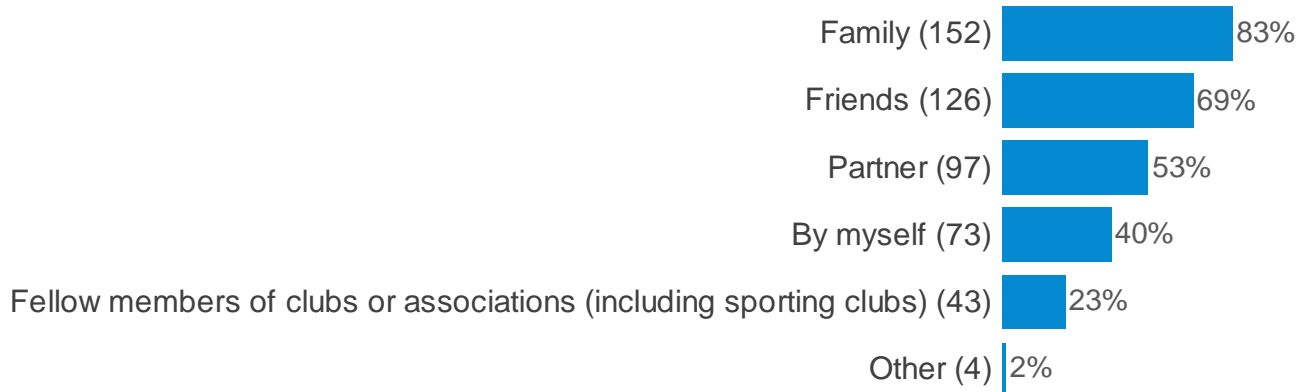 Family (152) 83%
Friends (126) 69%
Partner (97) 53%
By myself (73) 40%
Fellow members of clubs or associations (including sporting clubs) (43) 23%
Other (4) 2%